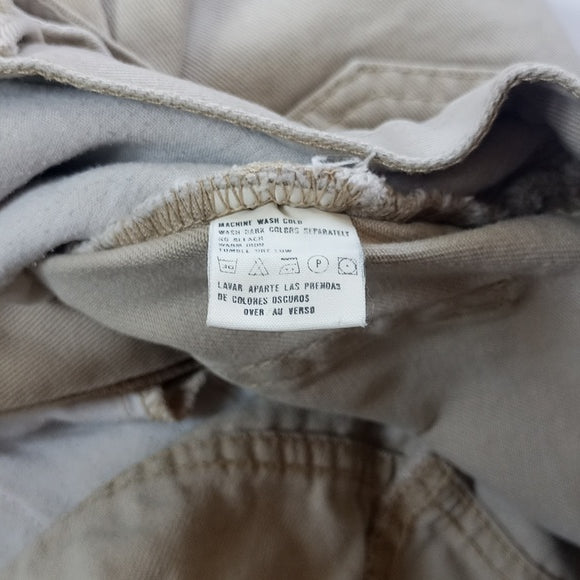 MACHINE WASH COLD
WASH DARK COLORS SEPARATELY
NO BLEACH
WARM IRON
TUMBLE DRY LOW
P
LAVAR APARTE LAS PRENDAS
DE COLORES OSCUROS
OVER AU VERSO